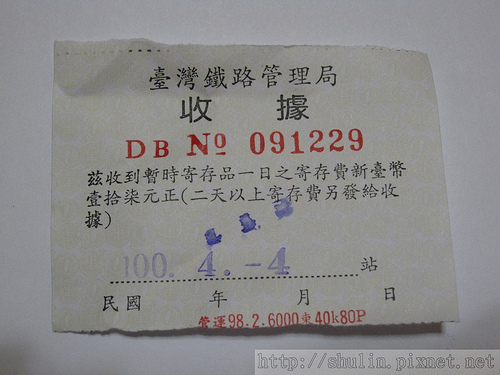 臺灣鐵路管理局
收 據
DB № 091229
茲收到暫時寄存品一日之寄存費新臺幣
壹拾柒元正(二天以上寄存費另發給收
據)
100. 4. -4
站
民國 年 月 日
管運98.2.6000束40k80P
http://shulin.pixnet.net